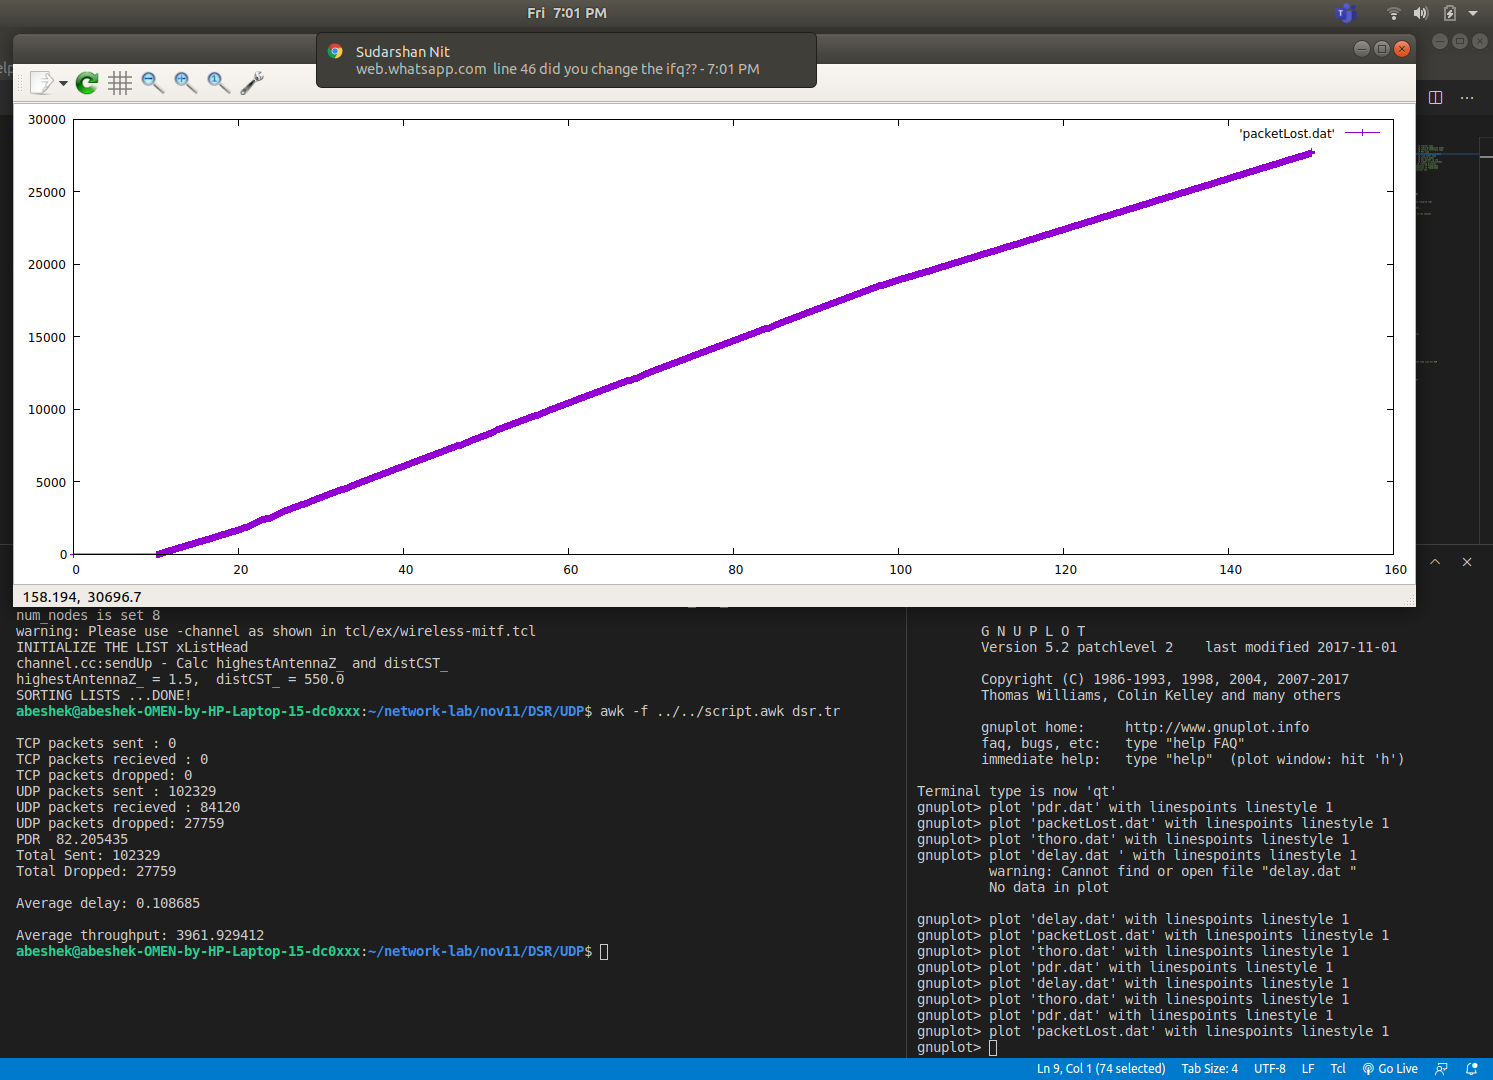 Fri 7:01 PM
Sudarshan Nit
web.whatsapp.com line 46 did you change the ifq?? - 7:01 PM
30000
25000
20000
15000
10000
5000
0
'packetLost.dat'
0 20 40 60 80 100 120 140 160
158.194, 30696.7
num_nodes is set 8
warning: Please use -channel as shown in tcl/ex/wireless-mitf.tcl
INITIALIZE THE LIST xListHead
channel.cc:sendUp - Calc highestAntennaZ_ and distCST_
highestAntennaZ_ = 1.5, distCST_ = 550.0
SORTING LISTS ...DONE!
abeshek@abeshek-OMEN-by-HP-Laptop-15-dc0xxx:~/network-lab/nov11/DSR/UDP$ awk -f ../../script.awk dsr.tr
TCP packets sent : 0
TCP packets recieved : 0
TCP packets dropped: 0
UDP packets sent : 102329
UDP packets recieved : 84120
UDP packets dropped: 27759
PDR 82.205435
Total Sent: 102329
Total Dropped: 27759
Average delay: 0.108685
Average throughput: 3961.929412
abeshek@abeshek-OMEN-by-HP-Laptop-15-dc0xxx:~/network-lab/nov11/DSR/UDP$
G N U P L O T
Version 5.2 patchlevel 2 last modified 2017-11-01
Copyright (C) 1986-1993, 1998, 2004, 2007-2017
Thomas Williams, Colin Kelley and many others
gnuplot home: http://www.gnuplot.info
faq, bugs, etc: type "help FAQ"
immediate help: type "help" (plot window: hit 'h')
Terminal type is now 'qt'
gnuplot> plot 'pdr.dat' with linespoints linestyle 1
gnuplot> plot 'packetLost.dat' with linespoints linestyle 1
gnuplot> plot 'thoro.dat' with linespoints linestyle 1
gnuplot> plot 'delay.dat ' with linespoints linestyle 1
warning: Cannot find or open file "delay.dat "
No data in plot
gnuplot> plot 'delay.dat' with linespoints linestyle 1
gnuplot> plot 'packetLost.dat' with linespoints linestyle 1
gnuplot> plot 'thoro.dat' with linespoints linestyle 1
gnuplot> plot 'pdr.dat' with linespoints linestyle 1
gnuplot> plot 'delay.dat' with linespoints linestyle 1
gnuplot> plot 'thoro.dat' with linespoints linestyle 1
gnuplot> plot 'pdr.dat' with linespoints linestyle 1
gnuplot> plot 'packetLost.dat' with linespoints linestyle 1
gnuplot>
Ln 9, Col 1 (74 selected) Tab Size: 4 UTF-8 LF Tcl Go Live